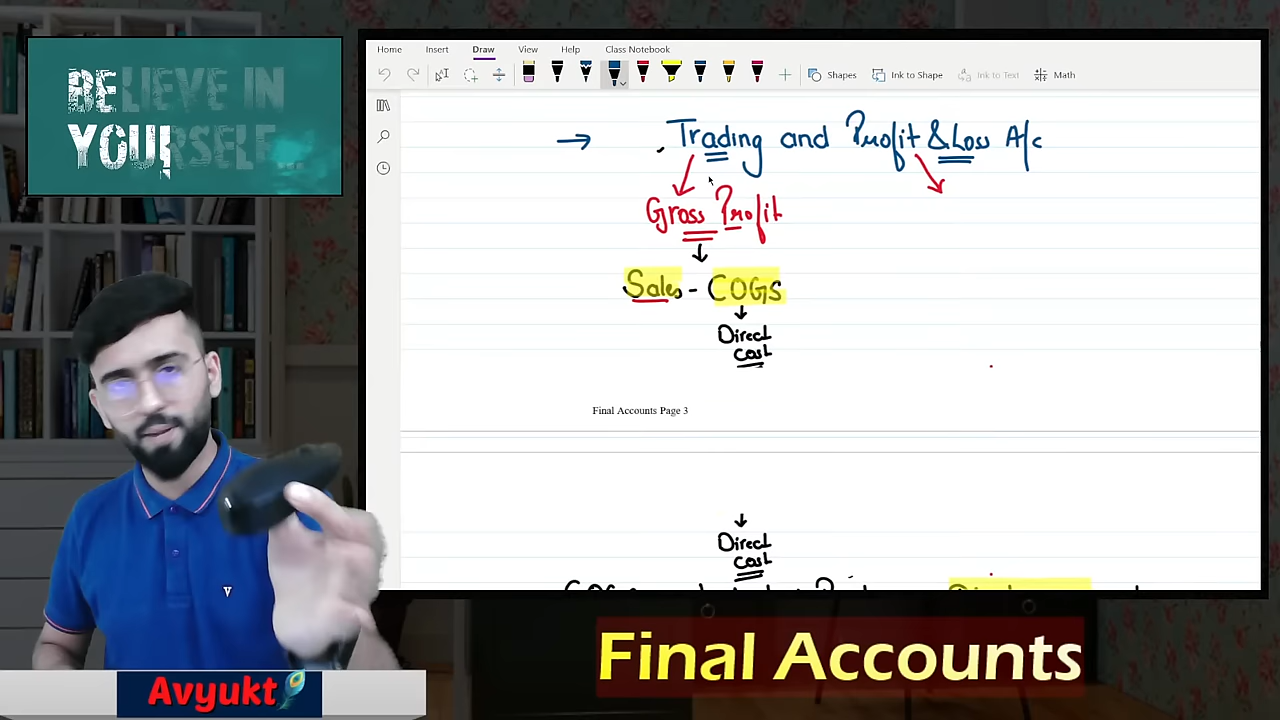 BELIEVE IN
YOURSELF...
Home Insert Draw View Help Class Notebook
Shapes Ink to Shape Ink to Text Math
→ Trading and Profit & Loss A/c
Gross Profit
Sales - COGS
Direct
cost
Final Accounts Page 3
Direct
cost
Final Accounts
Avyukt